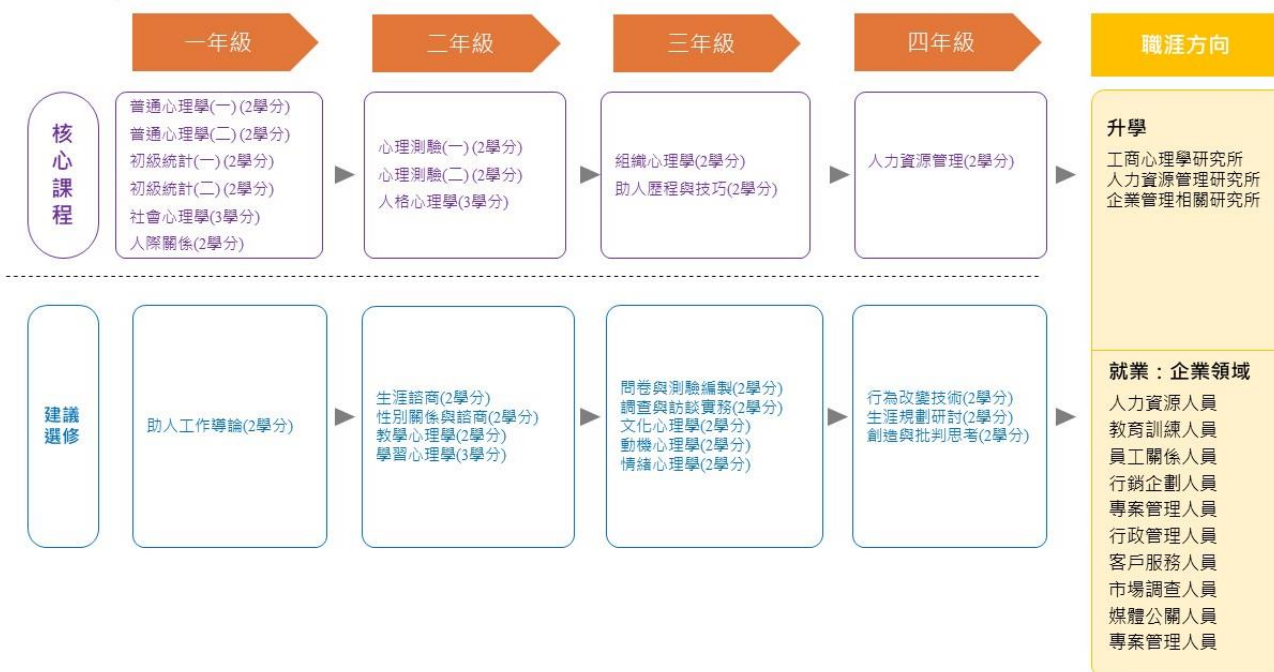 一年級
二年級
三年級
四年級
職涯方向
核
心
課
程
普通心理學(一)(2學分)
普通心理學(二)(2學分)
初級統計(一)(2學分)
初級統計(二)(2學分)
社會心理學(3學分)
人際關係(2學分)
心理測驗(一)(2學分)
心理測驗(二)(2學分)
人格心理學(3學分)
組織心理學(2學分)
助人歷程與技巧(2學分)
人力資源管理(2學分)
升學
工商心理學研究所
人力資源管理研究所
企業管理相關研究所
建議
選修
助人工作導論(2學分)
生涯諮商(2學分)
性別關係與諮商(2學分)
教學心理學(2學分)
學習心理學(3學分)
問卷與測驗編製(2學分)
調查與訪談實務(2學分)
文化心理學(2學分)
動機心理學(2學分)
情緒心理學(2學分)
行為改變技術(2學分)
生涯規劃研討(2學分)
創造與批判思考(2學分)
就業：企業領域
人力資源人員
教育訓練人員
員工關係人員
行銷企劃人員
專案管理人員
行政管理人員
客戶服務人員
市場調查人員
媒體公關人員
專案管理人員